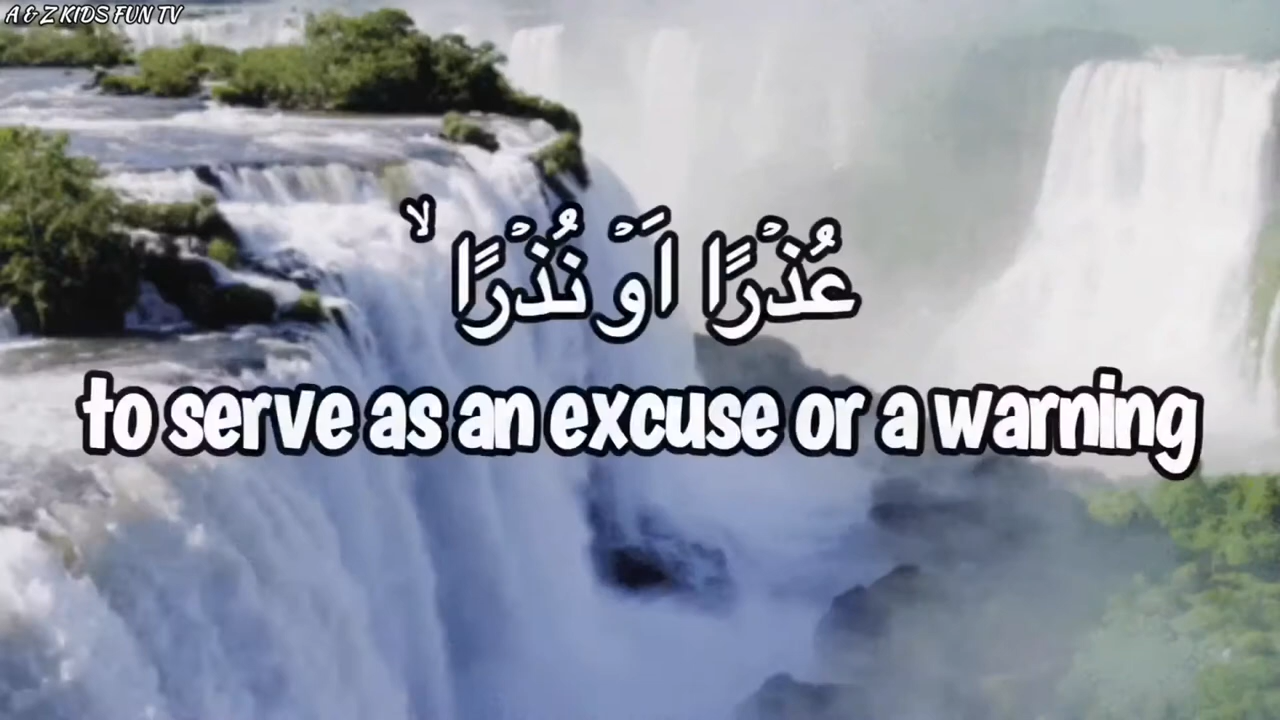 A & Z KIDS FUN TV
عُذْرًا اَوْ نُذْرًا ۙ
to serve as an excuse or a warning